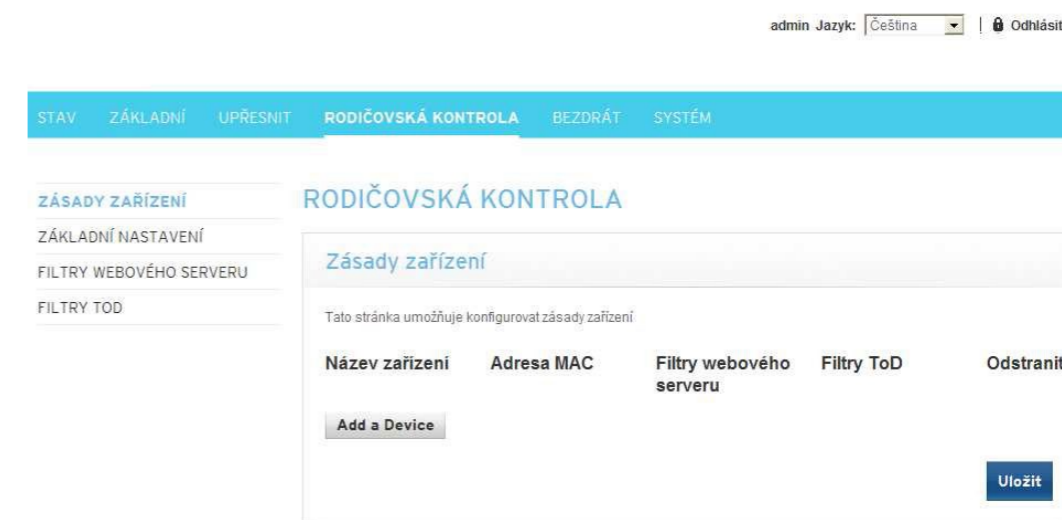 admin Jazyk: Čeština | Odhlásit
STAV ZÁKLADNÍ UPŘESNIT RODIČOVSKÁ KONTROLA BEZDRÁT SYSTÉM
ZÁSADY ZAŘÍZENÍ
ZÁKLADNÍ NASTAVENÍ
FILTRY WEBOVÉHO SERVERU
FILTRY TOD
RODIČOVSKÁ KONTROLA
Zásady zařízení
Tato stránka umožňuje konfigurovat zásady zařízení
Název zařízení Adresa MAC Filtry webového Filtry ToD Odstranit
serveru
Add a Device
Uložit